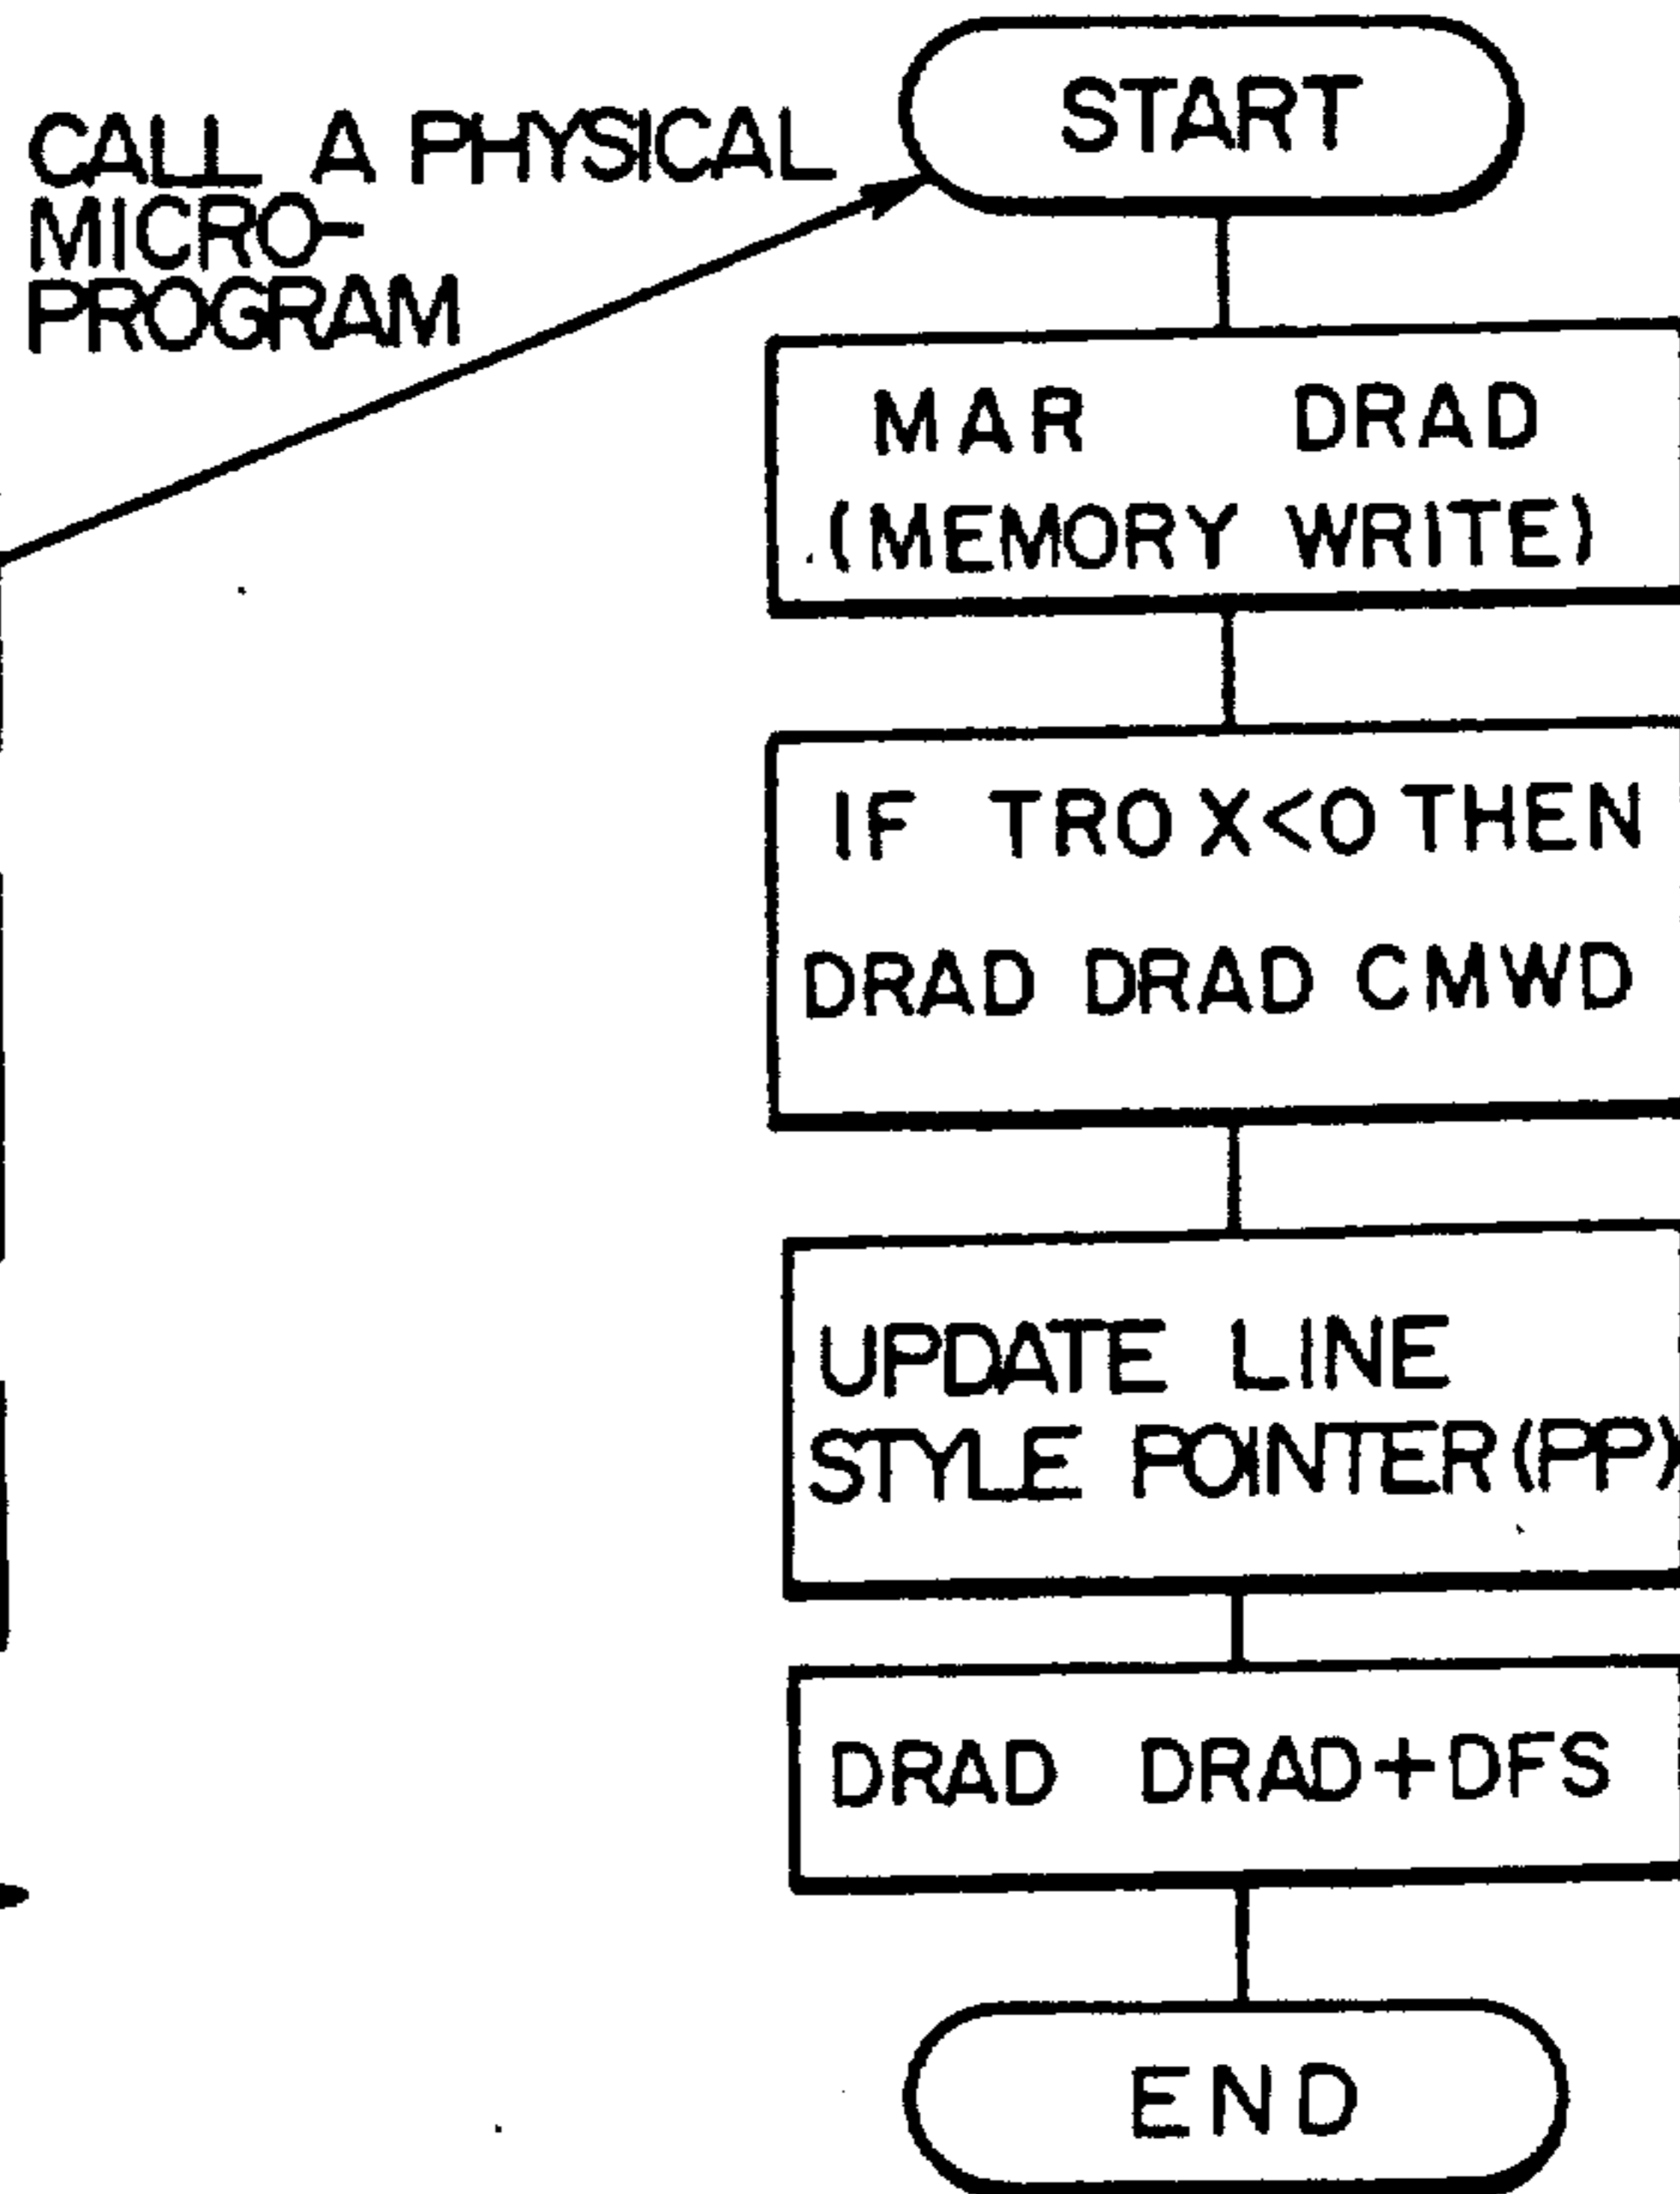 CALL A PHYSICAL
MICRO-
PROGRAM
START
MAR DRAD
(MEMORY WRITE)
IF TROX<0 THEN
DRAD DRAD CMWD
UPDATE LINE
STYLE POINTER (PP)
DRAD DRAD+DFS
END